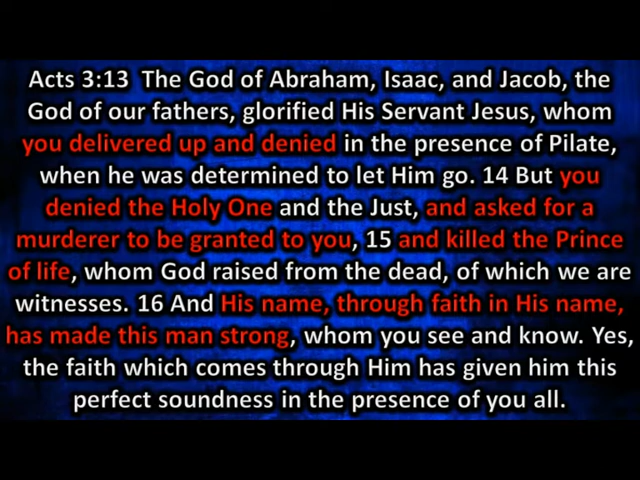 Acts 3:13  The God of Abraham, Isaac, and Jacob, the
God of our fathers, glorified His Servant Jesus, whom
you delivered up and denied in the presence of Pilate,
when he was determined to let Him go. 14 But you
denied the Holy One and the Just, and asked for a
murderer to be granted to you, 15 and killed the Prince
of life, whom God raised from the dead, of which we are
witnesses. 16 And His name, through faith in His name,
has made this man strong, whom you see and know. Yes,
the faith which comes through Him has given him this
perfect soundness in the presence of you all.